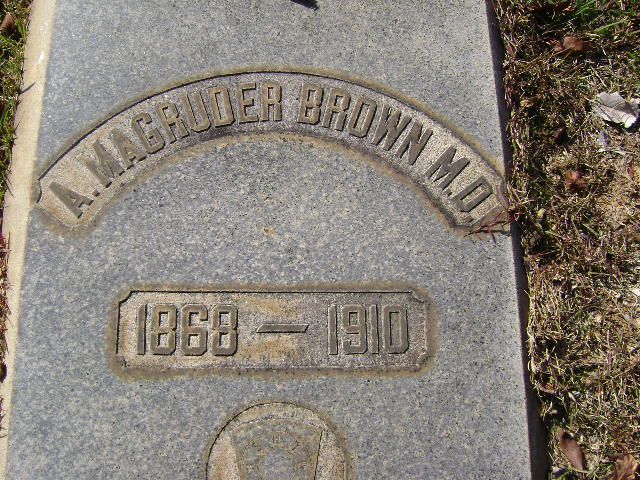 A. MAGRUDER BROWN M.D.
1868 — 1910